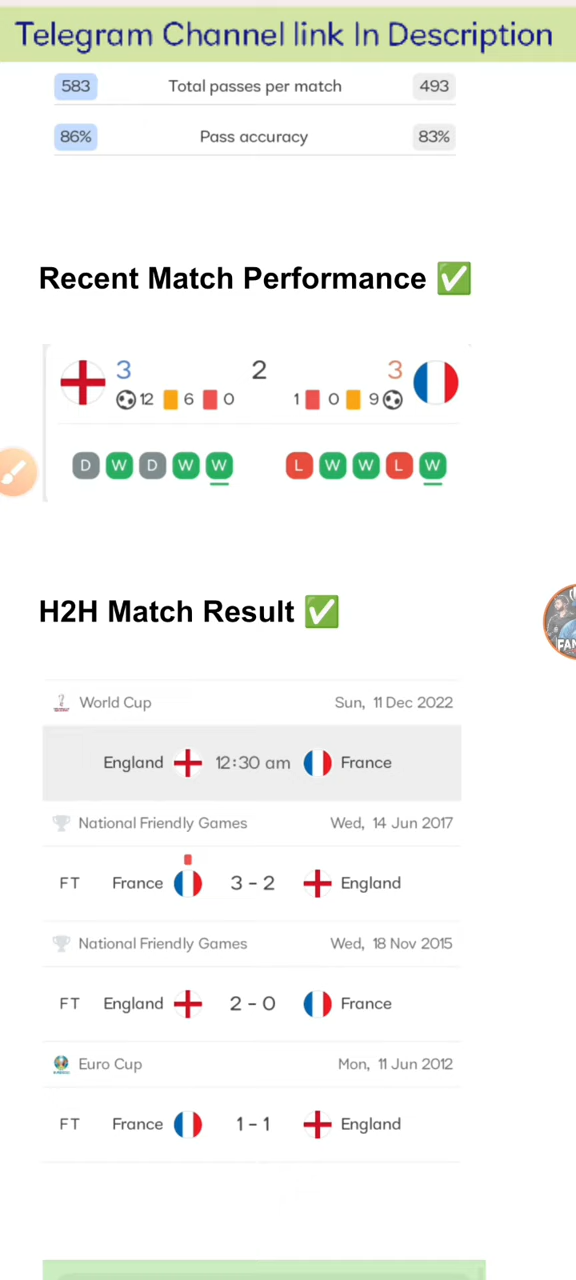 Telegram Channel link In Description
583 Total passes per match 493
86% Pass accuracy 83%
Recent Match Performance ✅
3 2 3
12 6 0 1 0 9
D W D W W L W W L W
H2H Match Result ✅
World Cup Sun, 11 Dec 2022
England 12:30 am France
National Friendly Games Wed, 14 Jun 2017
FT France 3 - 2 England
National Friendly Games Wed, 18 Nov 2015
FT England 2 - 0 France
Euro Cup Mon, 11 Jun 2012
FT France 1 - 1 England